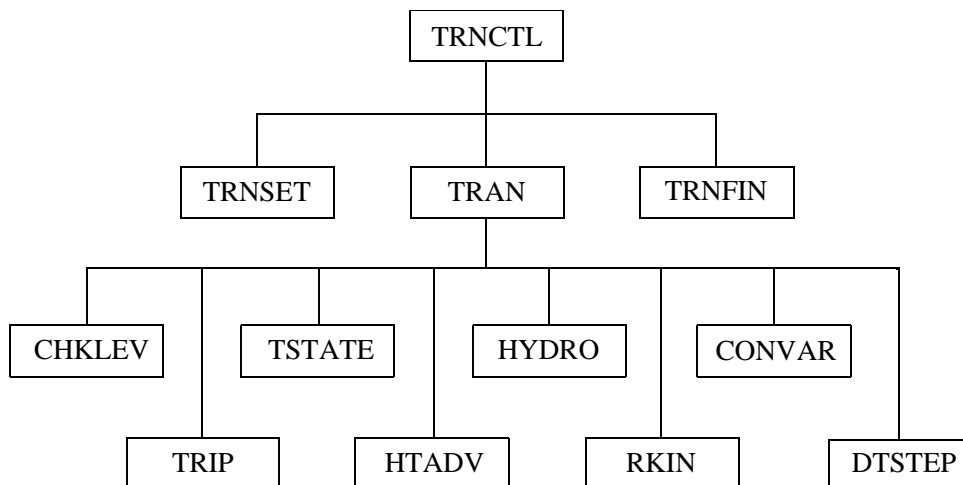 TRNCTL
TRNSET
TRAN
TRNFIN
CHKLEV
TSTATE
HYDRO
CONVAR
TRIP
HTADV
RKIN
DTSTEP